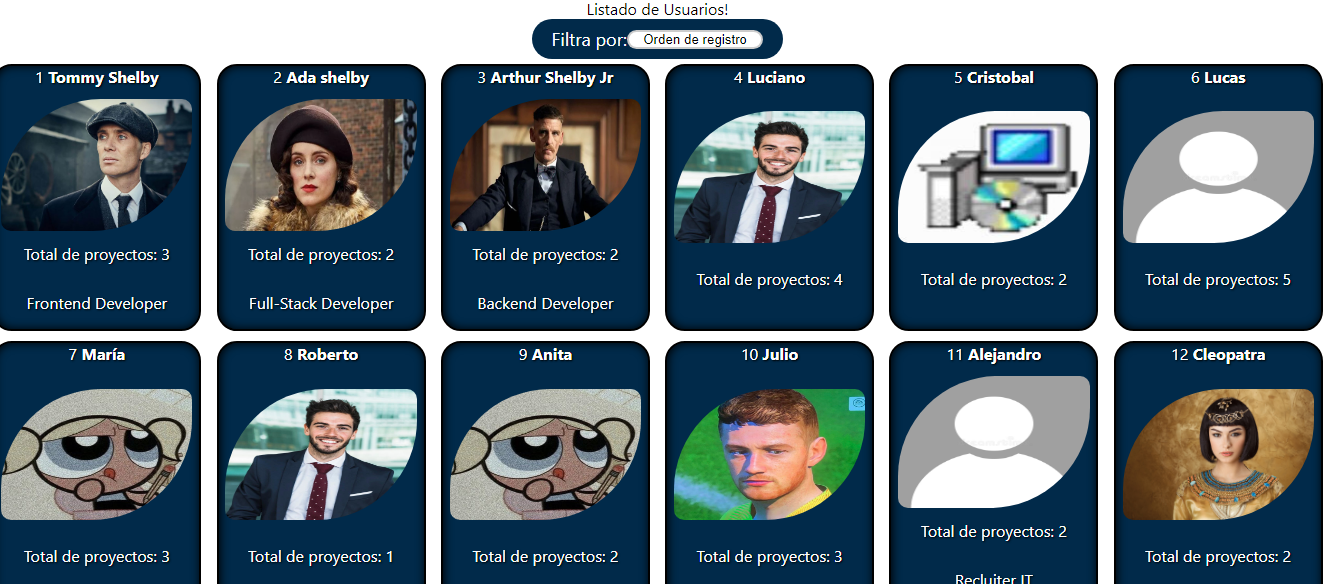 Listado de Usuarios!
Filtra por: Orden de registro
1 Tommy Shelby
Total de proyectos: 3
Frontend Developer
2 Ada shelby
Total de proyectos: 2
Full-Stack Developer
3 Arthur Shelby Jr
Total de proyectos: 2
Backend Developer
4 Luciano
Total de proyectos: 4
5 Cristobal
Total de proyectos: 2
6 Lucas
Total de proyectos: 5
7 María
Total de proyectos: 3
8 Roberto
Total de proyectos: 1
9 Anita
Total de proyectos: 2
10 Julio
Total de proyectos: 3
11 Alejandro
Total de proyectos: 2
Recluiter IT
12 Cleopatra
Total de proyectos: 2